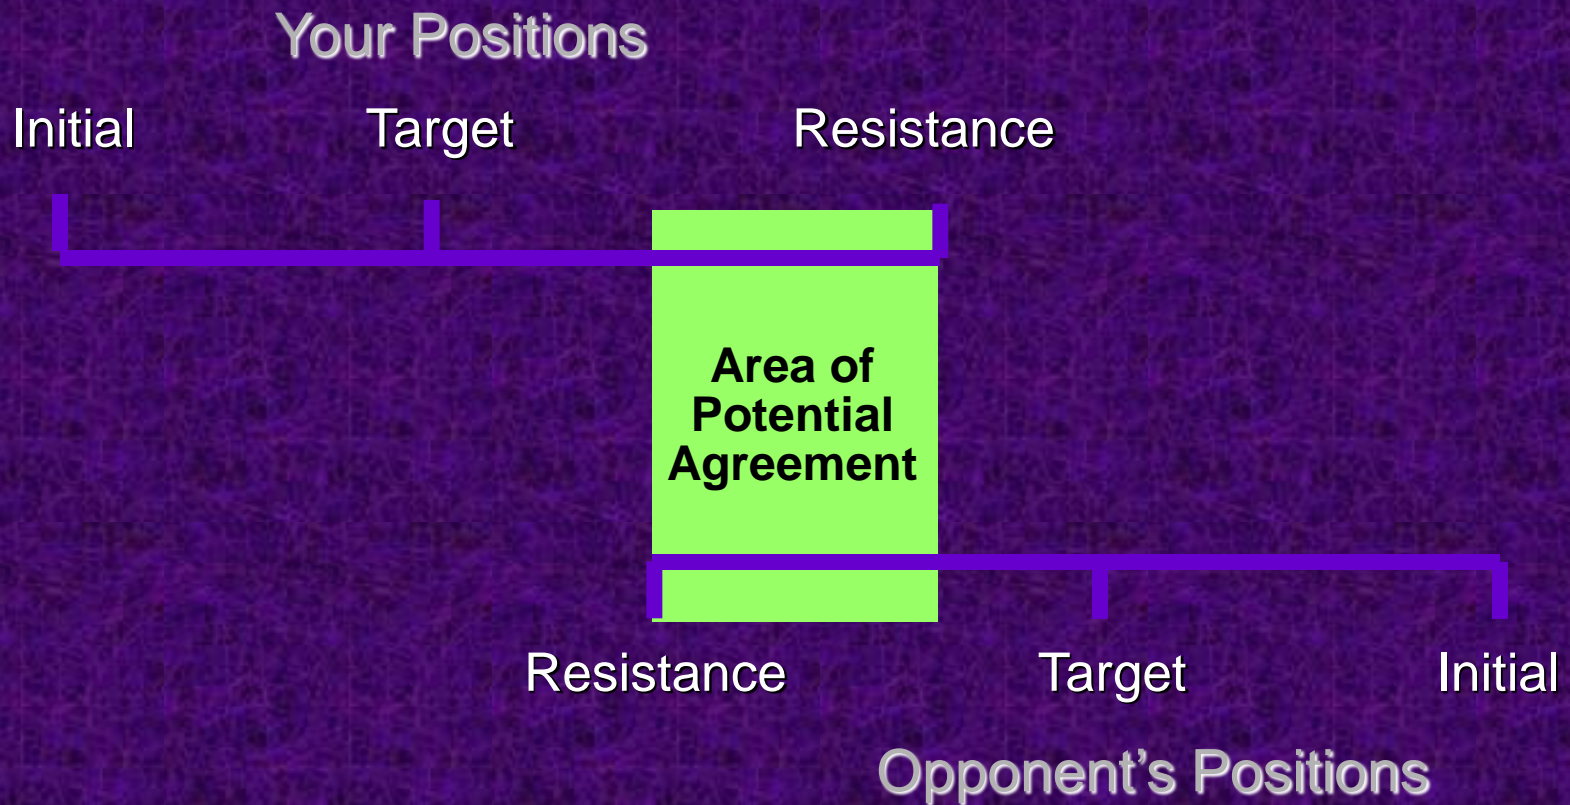 Your Positions
Initial Target Resistance
Area of
Potential
Agreement
Resistance Target Initial
Opponent’s Positions